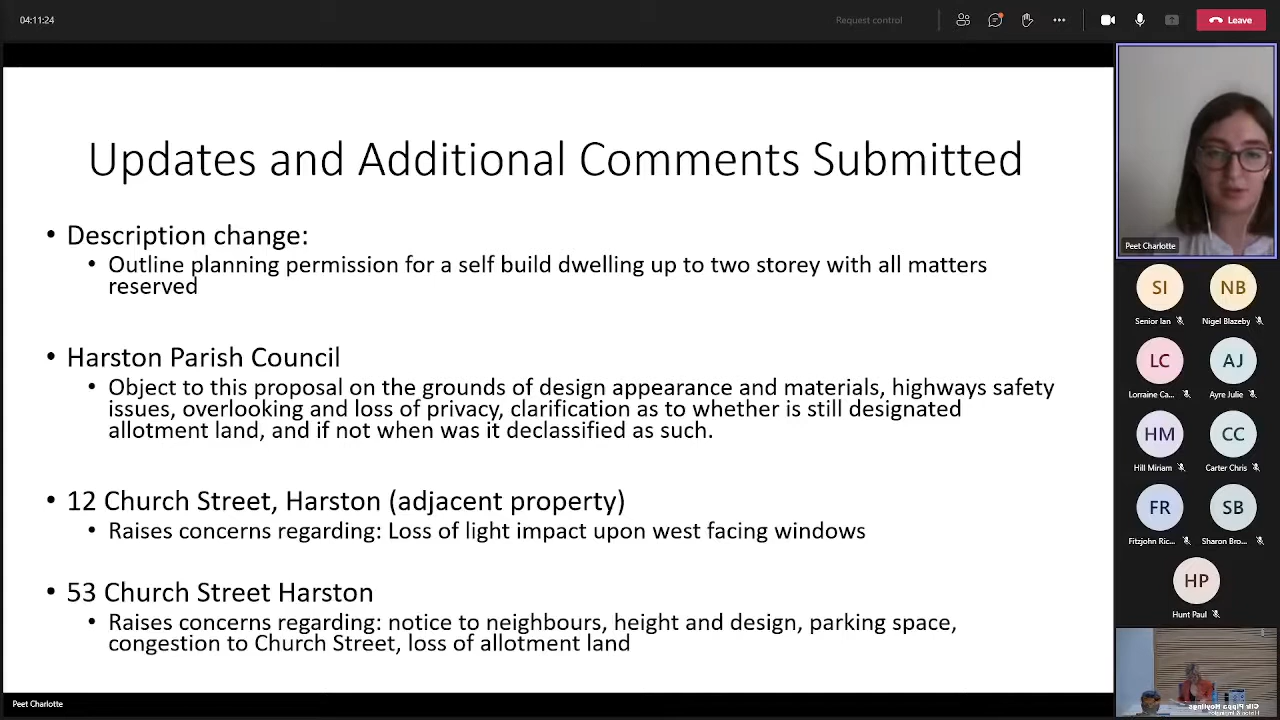 04:11:24
Request control
Leave
Updates and Additional Comments Submitted
• Description change:
• Outline planning permission for a self build dwelling up to two storey with all matters
reserved
• Harston Parish Council
• Object to this proposal on the grounds of design appearance and materials, highways safety
issues, overlooking and loss of privacy, clarification as to whether is still designated
allotment land, and if not when was it declassified as such.
• 12 Church Street, Harston (adjacent property)
• Raises concerns regarding: Loss of light impact upon west facing windows
• 53 Church Street Harston
• Raises concerns regarding: notice to neighbours, height and design, parking space,
congestion to Church Street, loss of allotment land
Peet Charlotte
Peet Charlotte
SI
NB
Senior Ian
Nigel Blazeby
LC
AJ
Lorraine Ca...
Ayre Julie
HM
CC
Hill Miriam
Carter Chris
FR
SB
Fitzjohn Ric...
Sharon Bro...
HP
Hunt Paul